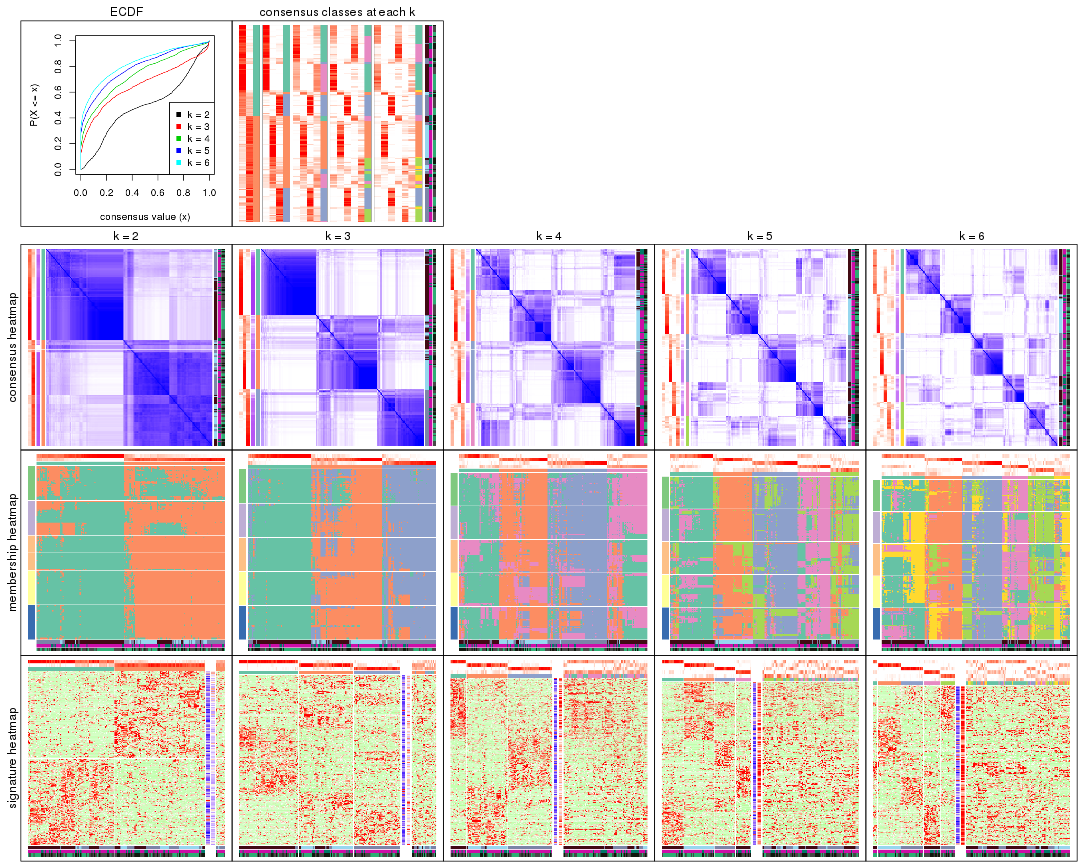 ECDF
consensus classes at each k
P(X <= x)
0.0 0.2 0.4 0.6 0.8 1.0
k = 2
k = 3
k = 4
k = 5
k = 6
0.0 0.2 0.4 0.6 0.8 1.0
consensus value (x)
k = 2
k = 3
k = 4
k = 5
k = 6
consensus heatmap
membership heatmap
signature heatmap